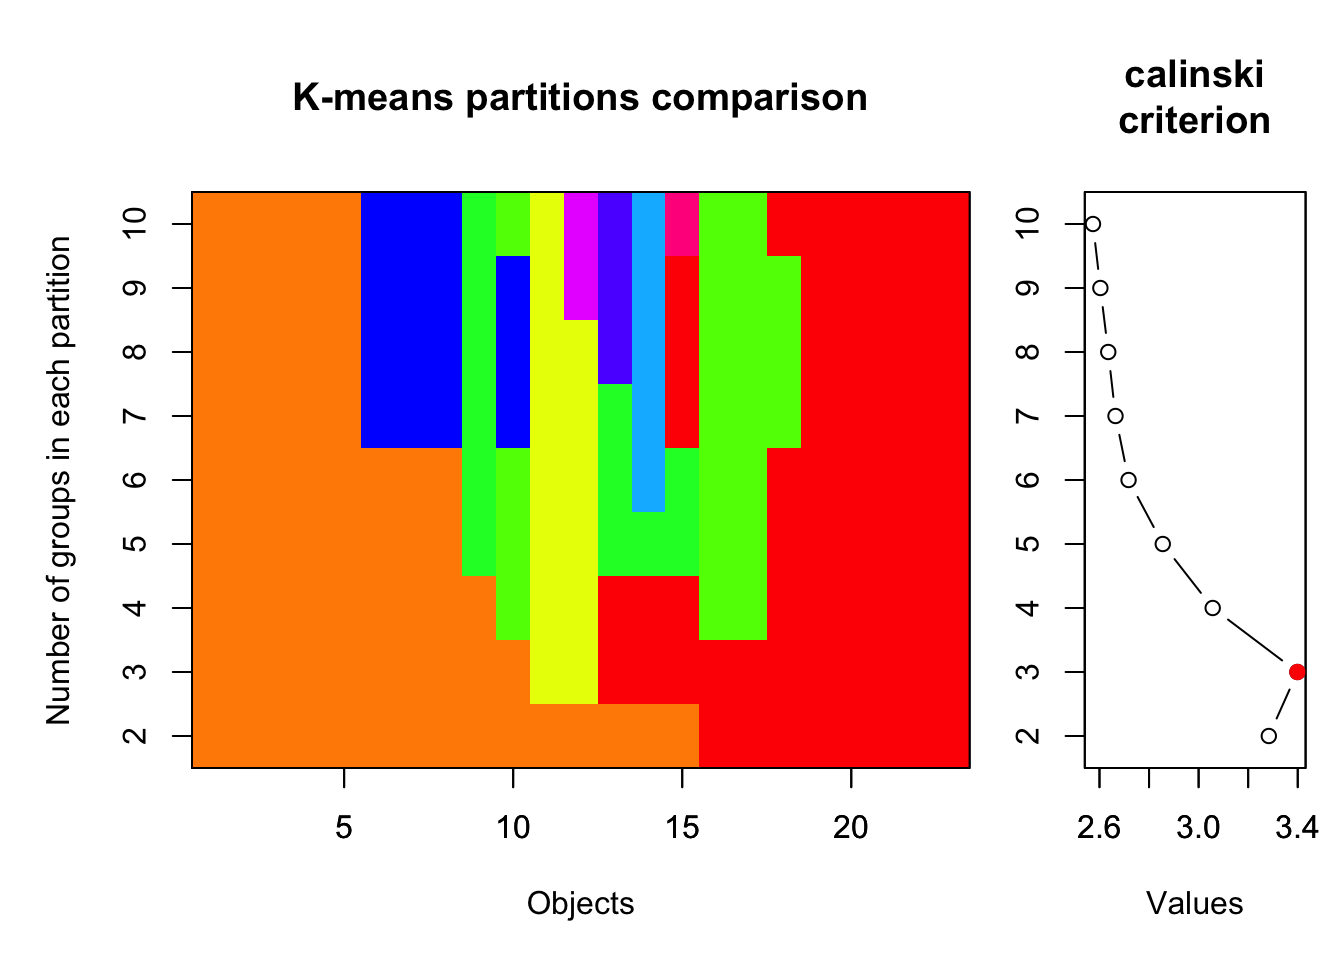 K-means partitions comparison
calinski
criterion
Number of groups in each partition
10
9
8
7
6
5
4
3
2
5 10 15 20
Objects
10
9
8
7
6
5
4
3
2
2.6 3.0 3.4
Values